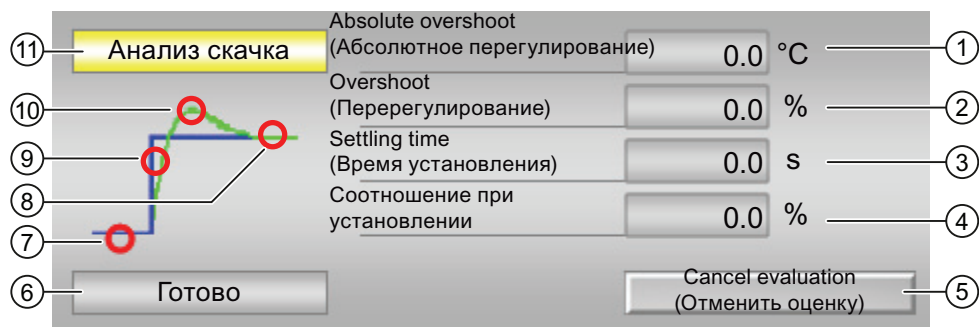 Absolute overshoot
(Абсолютное перегулирование)
0.0 °C
1
11
Анализ скачка
Overshoot
(Перерегулирование)
0.0 %
2
10
Settling time
(Время установления)
0.0 s
3
9
8
Соотношение при
установлении
0.0 %
4
7
6
Готово
Cancel evaluation
(Отменить оценку)
5